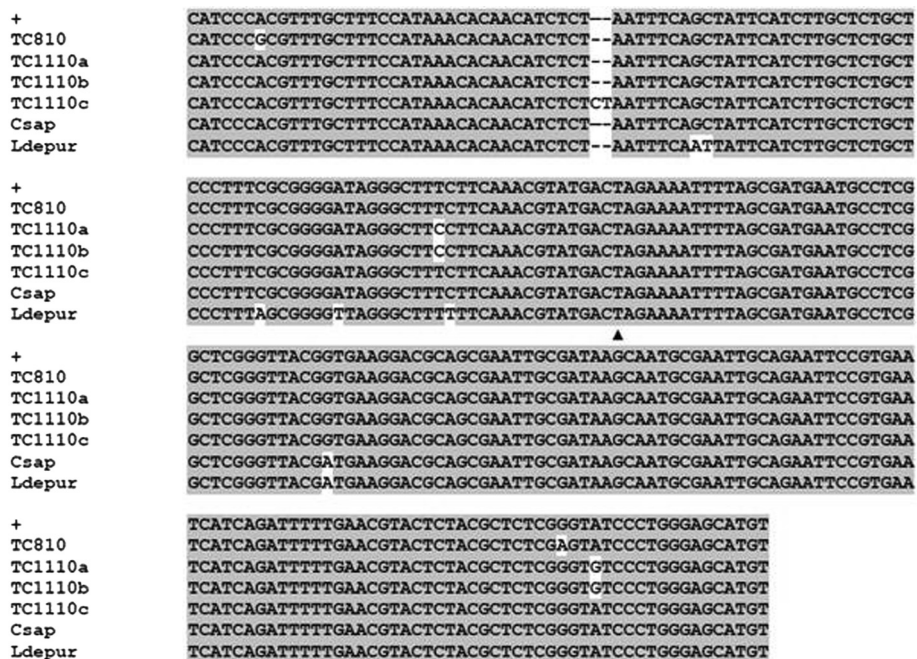 + CATCCCACGTTTGCTTTCCATAAACACAACATCTCT--AATTTCAGCTATTCATCTTGCTCTGCT
TC810 CATCCCGCGTTTGCTTTCCATAAACACAACATCTCT--AATTTCAGCTATTCATCTTGCTCTGCT
TC1110a CATCCCACGTTTGCTTTCCATAAACACAACATCTCT--AATTTCAGCTATTCATCTTGCTCTGCT
TC1110b CATCCCACGTTTGCTTTCCATAAACACAACATCTCT--AATTTCAGCTATTCATCTTGCTCTGCT
TC1110c CATCCCACGTTTGCTTTCCATAAACACAACATCTCTCTAATTTCAGCTATTCATCTTGCTCTGCT
Csap CATCCCACGTTTGCTTTCCATAAACACAACATCTCT--AATTTCAGCTATTCATCTTGCTCTGCT
Ldepur CATCCCACGTTTGCTTTCCATAAACACAACATCTCT--AATTTCAATTATTCATCTTGCTCTGCT
+ CCCTTTCGCGGGGATAGGGCTTTCTTCAAACGTATGACTAGAAAATTTTAGCGATGAATGCCTCG
TC810 CCCTTTCGCGGGGATAGGGCTTTCTTCAAACGTATGACTAGAAAATTTTAGCGATGAATGCCTCG
TC1110a CCCTTTCGCGGGGATAGGGCTTCCTTCAAACGTATGACTAGAAAATTTTAGCGATGAATGCCTCG
TC1110b CCCTTTCGCGGGGATAGGGCTTCCTTCAAACGTATGACTAGAAAATTTTAGCGATGAATGCCTCG
TC1110c CCCTTTCGCGGGGATAGGGCTTTCTTCAAACGTATGACTAGAAAATTTTAGCGATGAATGCCTCG
Csap CCCTTTCGCGGGGATAGGGCTTTCTTCAAACGTATGACTAGAAAATTTTAGCGATGAATGCCTCG
Ldepur CCCTTTAGCGGGGTTAGGGCTTTTTTCAAACGTATGACTAGAAAATTTTAGCGATGAATGCCTCG
▲
+ GCTCGGGTTACGGTGAAGGACGCAGCGAATTGCGATAAGCAATGCGAATTGCAGAATTCCGTGAA
TC810 GCTCGGGTTACGGTGAAGGACGCAGCGAATTGCGATAAGCAATGCGAATTGCAGAATTCCGTGAA
TC1110a GCTCGGGTTACGGTGAAGGACGCAGCGAATTGCGATAAGCAATGCGAATTGCAGAATTCCGTGAA
TC1110b GCTCGGGTTACGGTGAAGGACGCAGCGAATTGCGATAAGCAATGCGAATTGCAGAATTCCGTGAA
TC1110c GCTCGGGTTACGGTGAAGGACGCAGCGAATTGCGATAAGCAATGCGAATTGCAGAATTCCGTGAA
Csap GCTCGGGTTACGATGAAGGACGCAGCGAATTGCGATAAGCAATGCGAATTGCAGAATTCCGTGAA
Ldepur GCTCGGGTTACGATGAAGGACGCAGCGAATTGCGATAAGCAATGCGAATTGCAGAATTCCGTGAA
+ TCATCAGATTTTTGAACGTACTCTACGCTCTCGGGTATCCCTGGGAGCATGT
TC810 TCATCAGATTTTTGAACGTACTCTACGCTCTCGAGTATCCCTGGGAGCATGT
TC1110a TCATCAGATTTTTGAACGTACTCTACGCTCTCGGGTGTCCCTGGGAGCATGT
TC1110b TCATCAGATTTTTGAACGTACTCTACGCTCTCGGGTGTCCCTGGGAGCATGT
TC1110c TCATCAGATTTTTGAACGTACTCTACGCTCTCGGGTATCCCTGGGAGCATGT
Csap TCATCAGATTTTTGAACGTACTCTACGCTCTCGGGTATCCCTGGGAGCATGT
Ldepur TCATCAGATTTTTGAACGTACTCTACGCTCTCGGGTATCCCTGGGAGCATGT